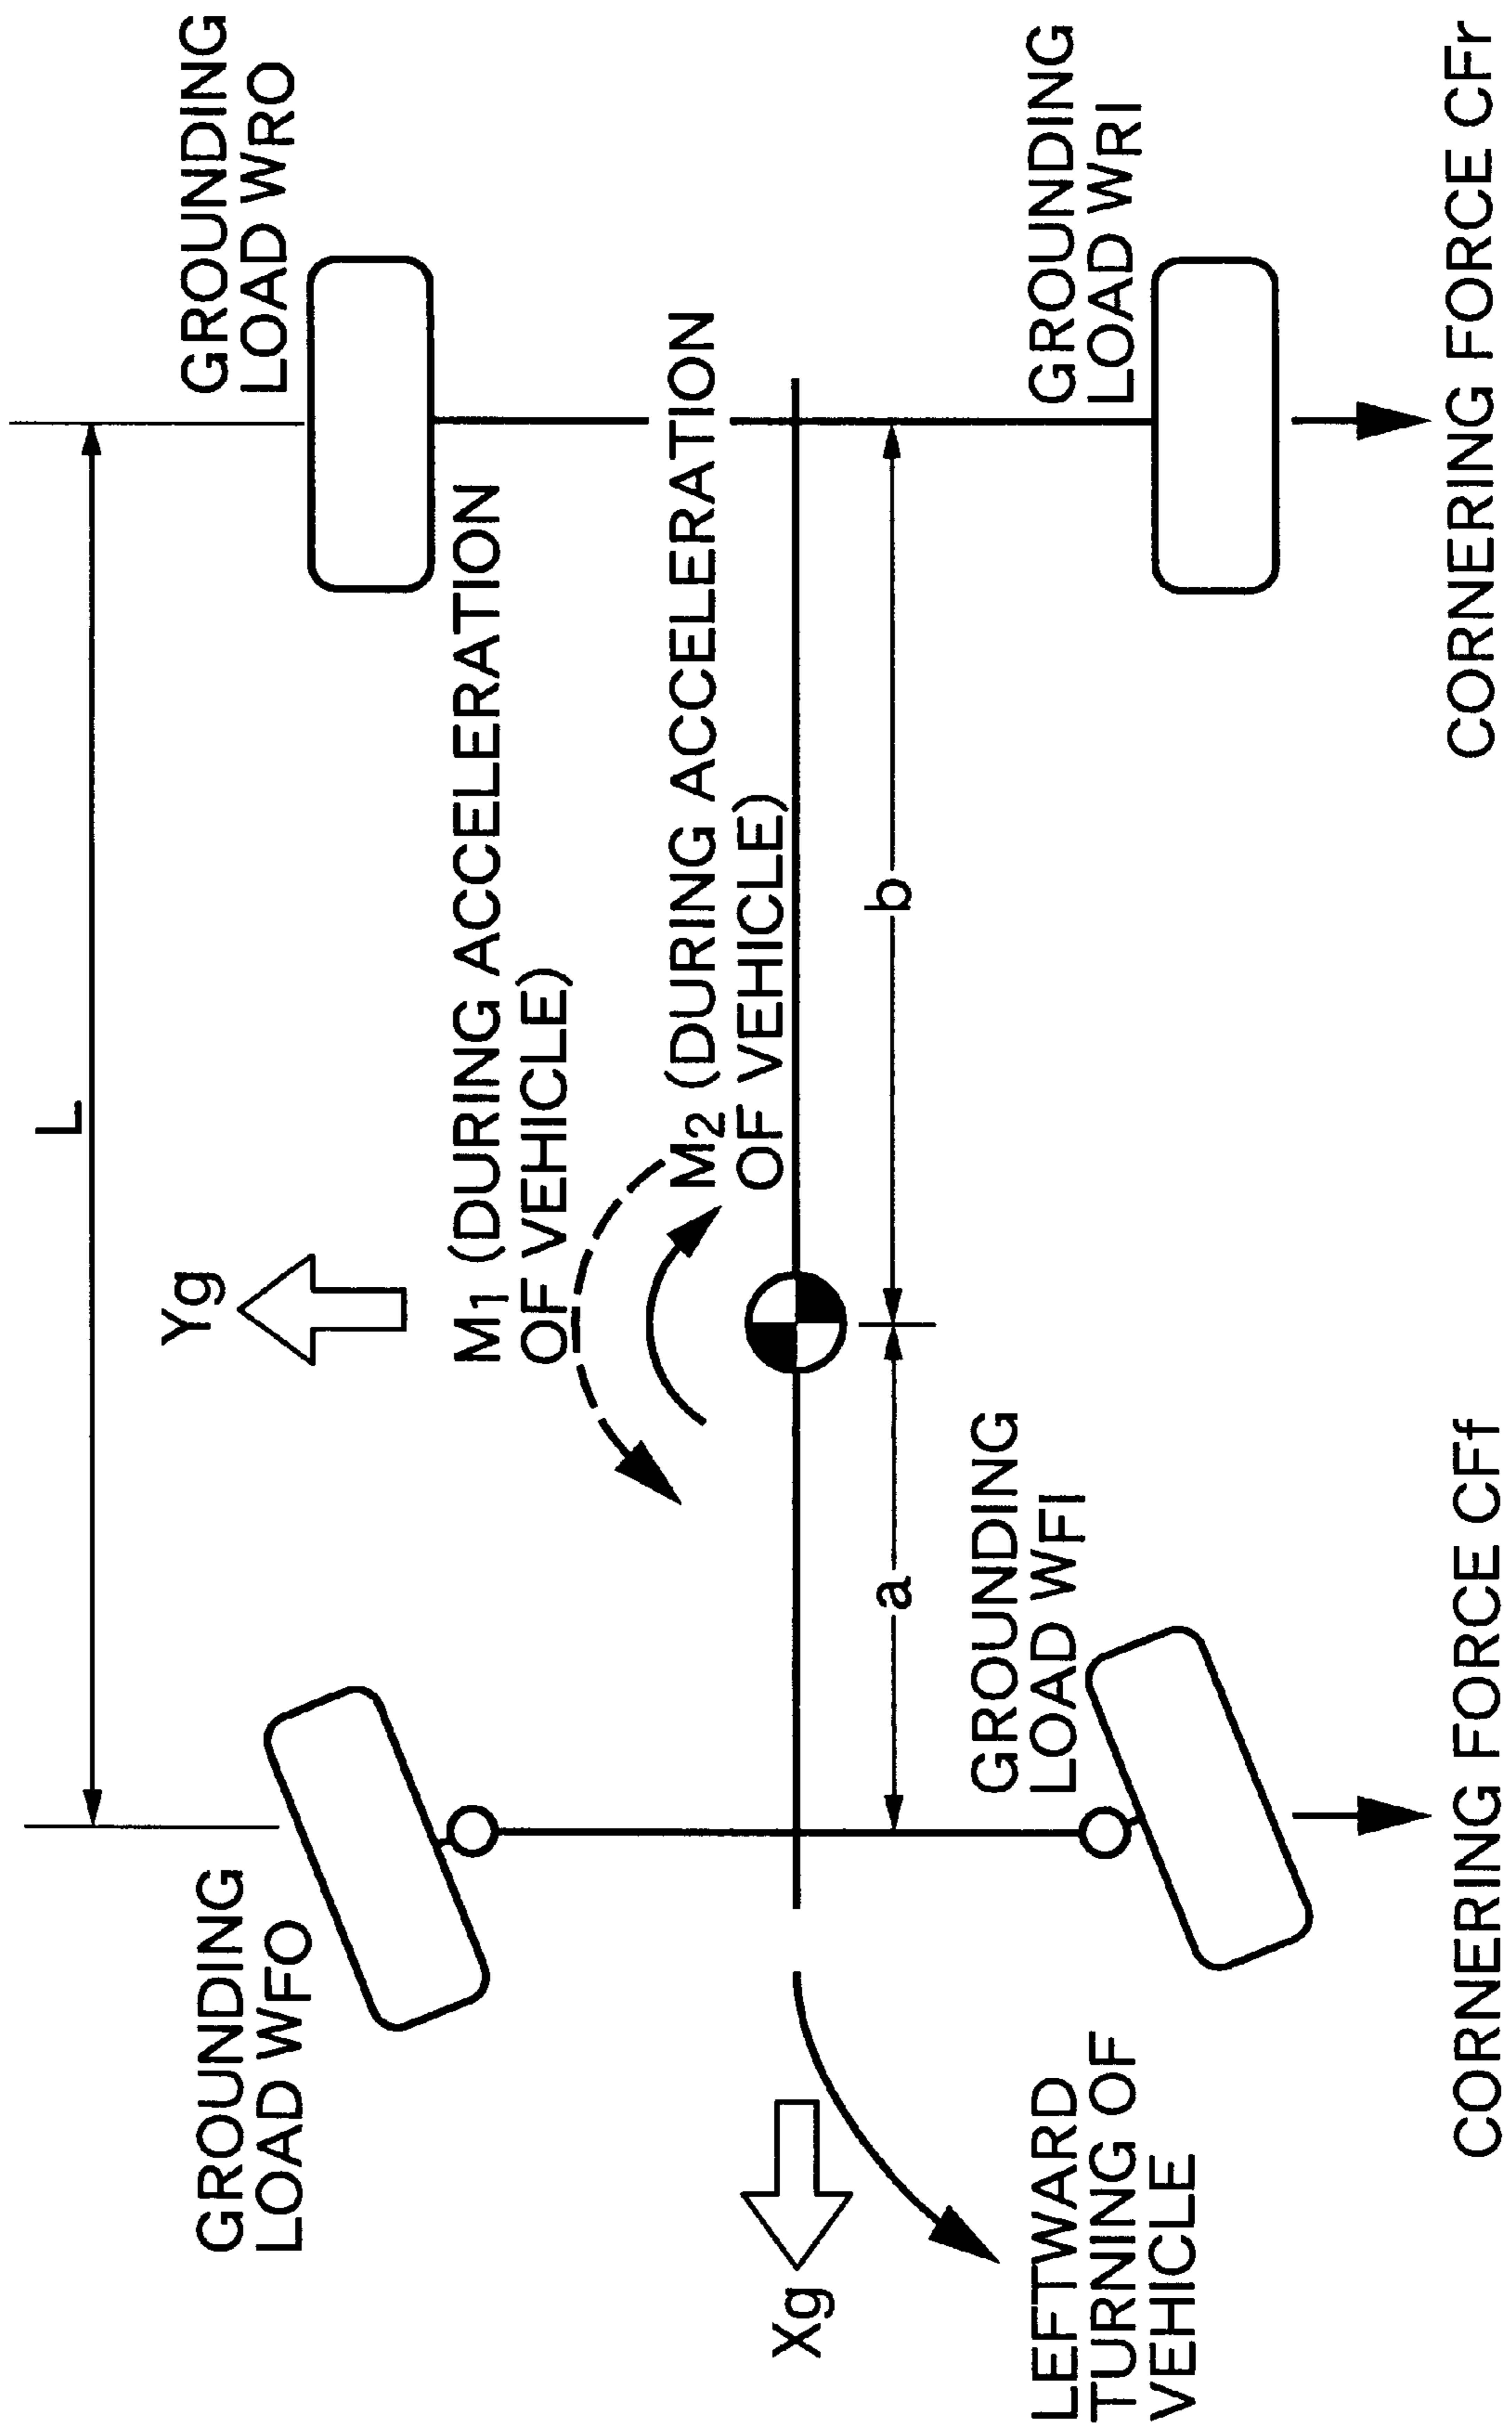 GROUNDING
LOAD WFO
L
GROUNDING
LOAD WRO
Yg
M1 (DURING ACCELERATION
OF VEHICLE)
M2 (DURING ACCELERATION
OF VEHICLE)
Xg
a
b
LEFTWARD
TURNING OF
VEHICLE
GROUNDING
LOAD WFI
GROUNDING
LOAD WRI
CORNERING FORCE CFf
CORNERING FORCE CFr